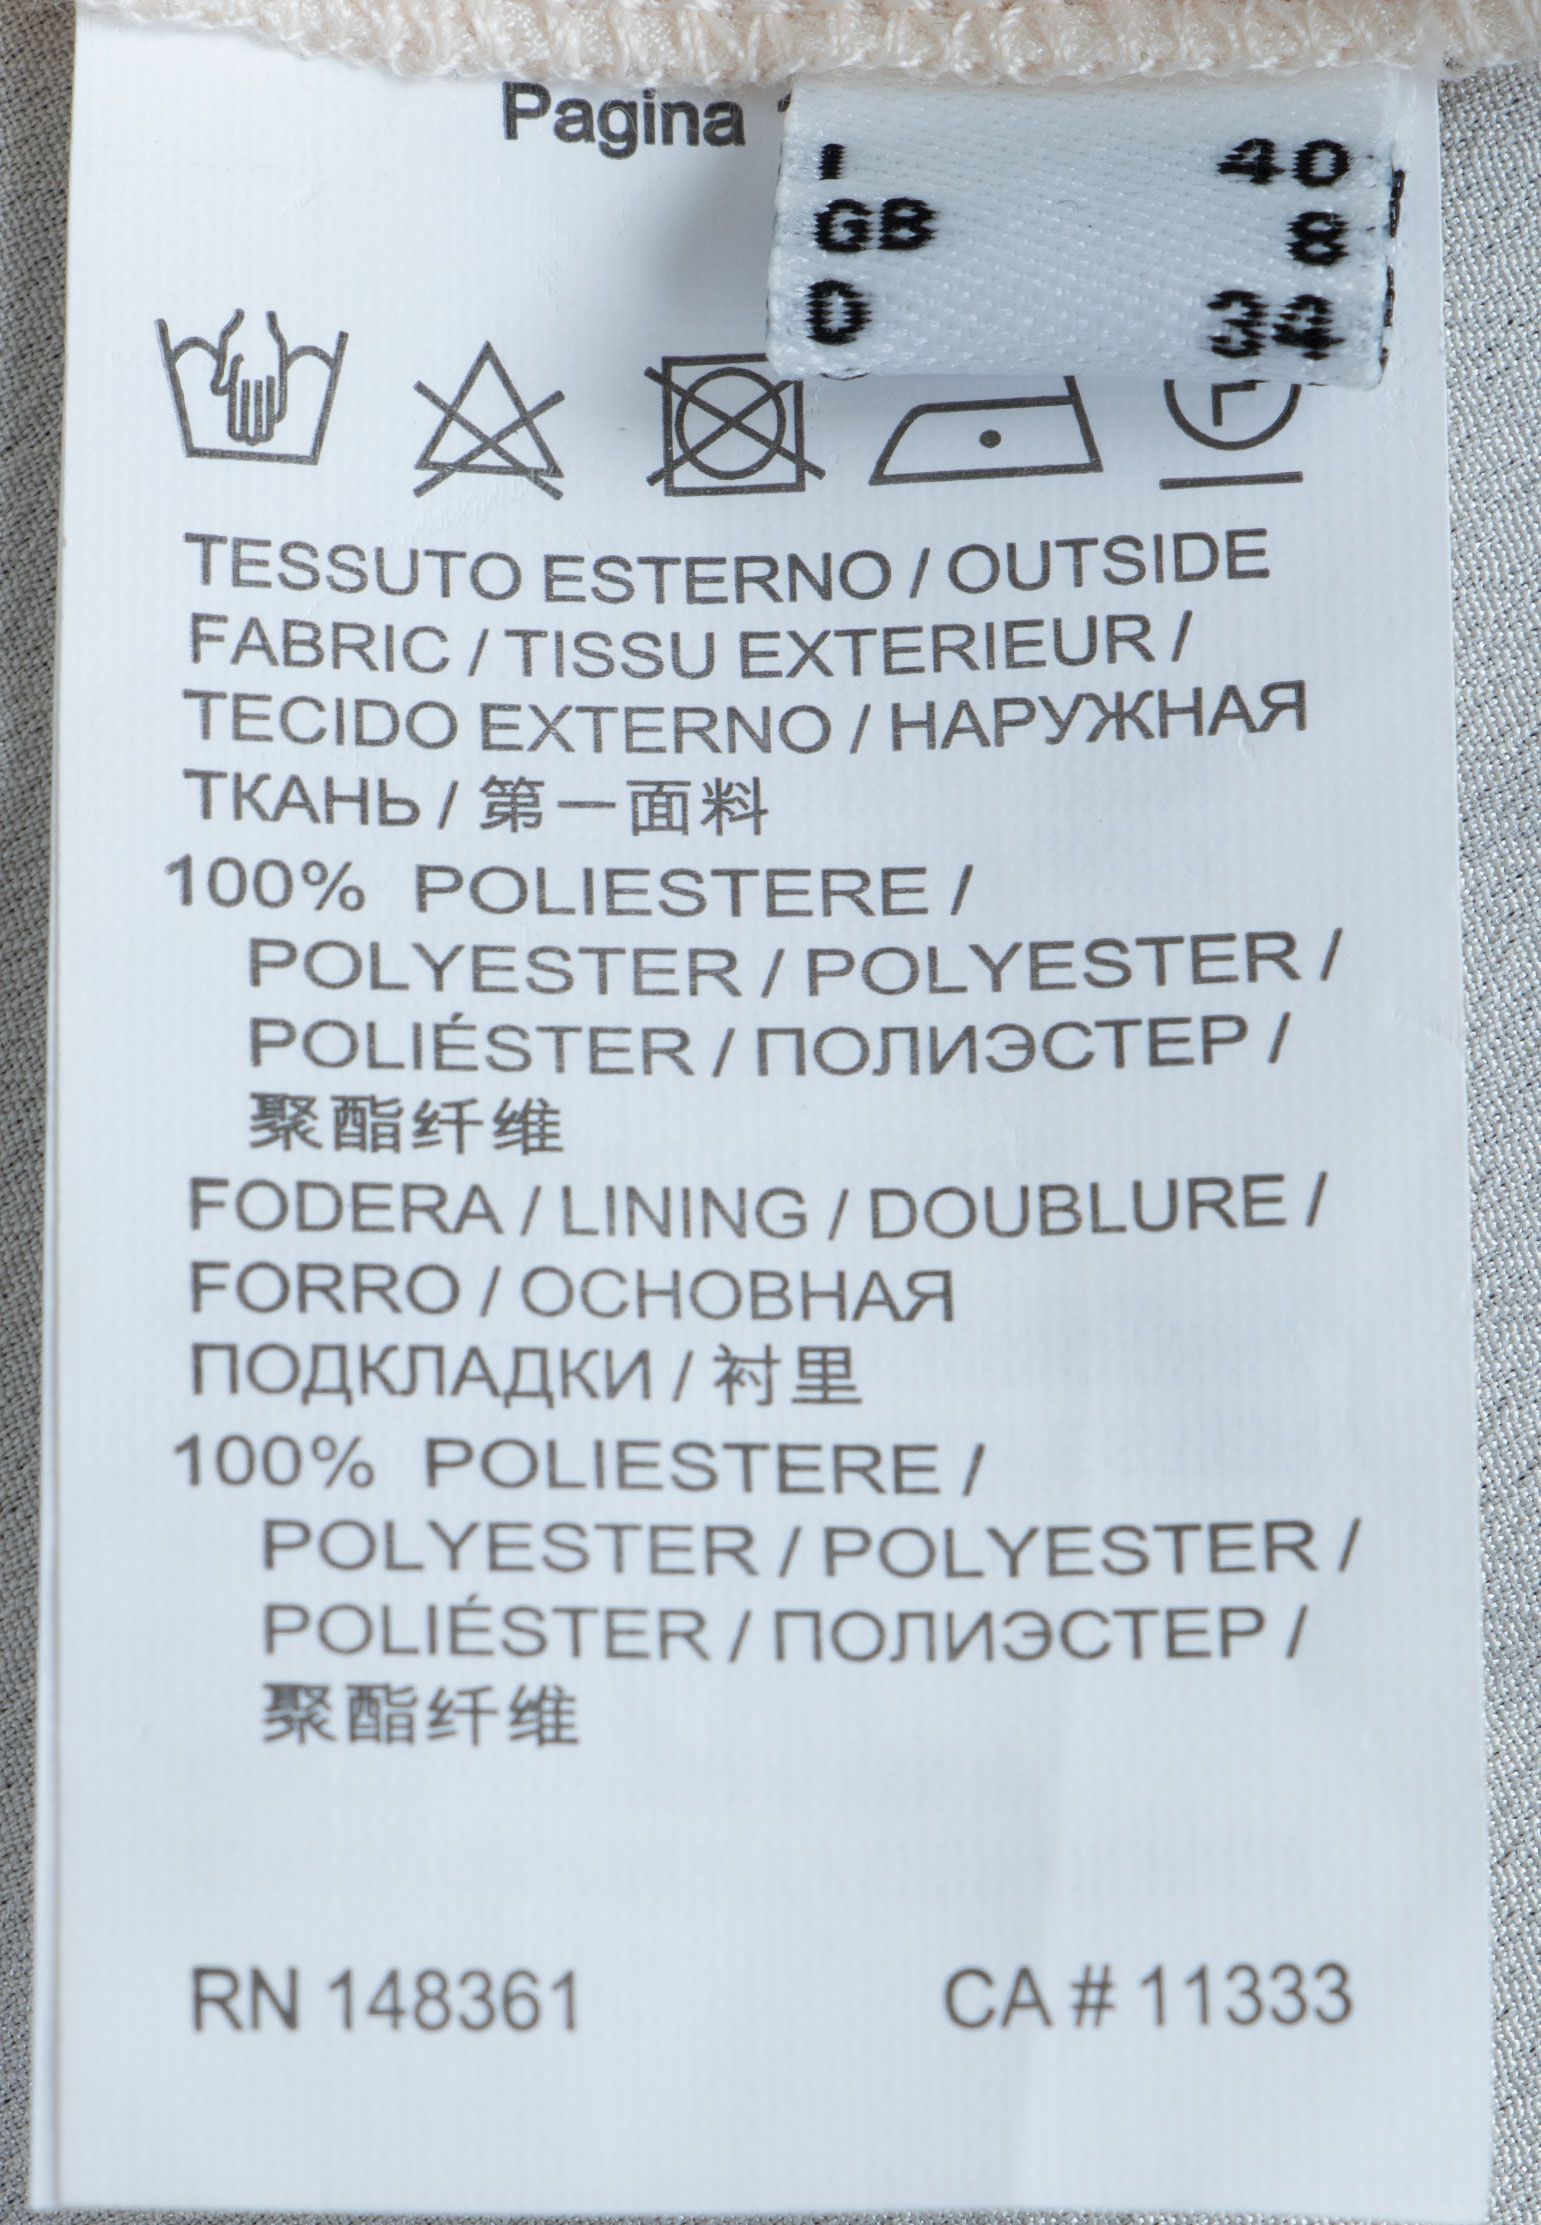 Pagina
I 40
GB 8
D 34
TESSUTO ESTERNO / OUTSIDE
FABRIC / TISSU EXTERIEUR /
TECIDO EXTERNO / НАРУЖНАЯ
ТКАНЬ / 第一面料
100% POLIESTERE /
POLYESTER / POLYESTER /
POLIÉSTER / ПОЛИЭСТЕР /
聚酯纤维
FODERA / LINING / DOUBLURE /
FORRO / ОСНОВНАЯ
ПОДКЛАДКИ / 衬里
100% POLIESTERE /
POLYESTER / POLYESTER /
POLIÉSTER / ПОЛИЭСТЕР /
聚酯纤维
RN 148361 CA # 11333